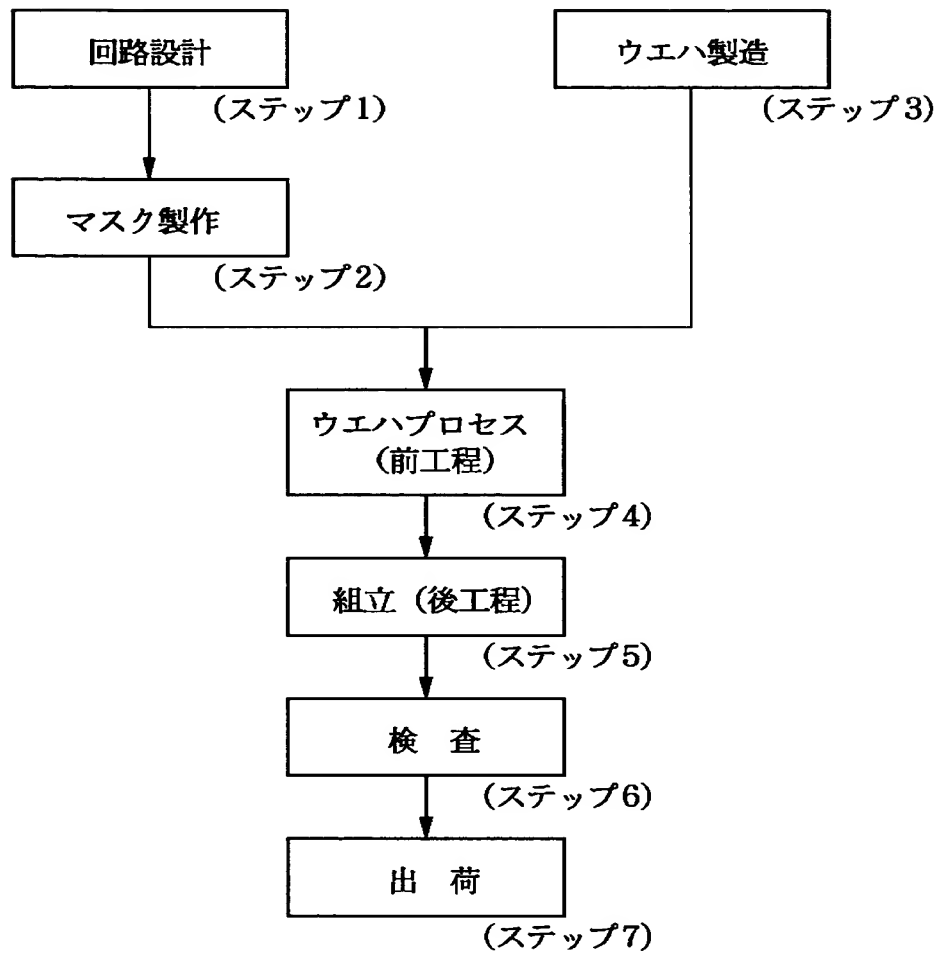 回路設計
(ステップ1)
マスク製作
(ステップ2)
ウエハ製造
(ステップ3)
ウエハプロセス
(前工程)
(ステップ4)
組立(後工程)
(ステップ5)
検 査
(ステップ6)
出 荷
(ステップ7)